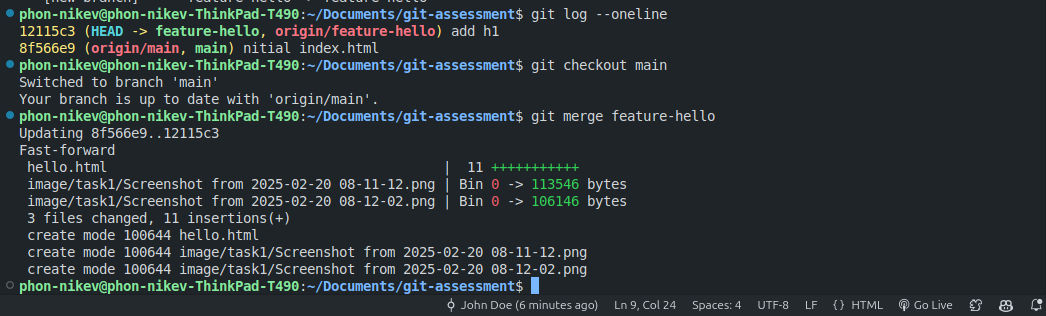 [new branch] feature-hello -> feature-hello
phon-nikev@phon-nikev-ThinkPad-T490:~/Documents/git-assessment$ git log --oneline
12115c3 (HEAD -> feature-hello, origin/feature-hello) add h1
8f566e9 (origin/main, main) nitial index.html
phon-nikev@phon-nikev-ThinkPad-T490:~/Documents/git-assessment$ git checkout main
Switched to branch 'main'
Your branch is up to date with 'origin/main'.
phon-nikev@phon-nikev-ThinkPad-T490:~/Documents/git-assessment$ git merge feature-hello
Updating 8f566e9..12115c3
Fast-forward
 hello.html | 11 +++++++++++
 image/task1/Screenshot from 2025-02-20 08-11-12.png | Bin 0 -> 113546 bytes
 image/task1/Screenshot from 2025-02-20 08-12-02.png | Bin 0 -> 106146 bytes
 3 files changed, 11 insertions(+)
 create mode 100644 hello.html
 create mode 100644 image/task1/Screenshot from 2025-02-20 08-11-12.png
 create mode 100644 image/task1/Screenshot from 2025-02-20 08-12-02.png
phon-nikev@phon-nikev-ThinkPad-T490:~/Documents/git-assessment$
John Doe (6 minutes ago) Ln 9, Col 24 Spaces: 4 UTF-8 LF {} HTML Go Live